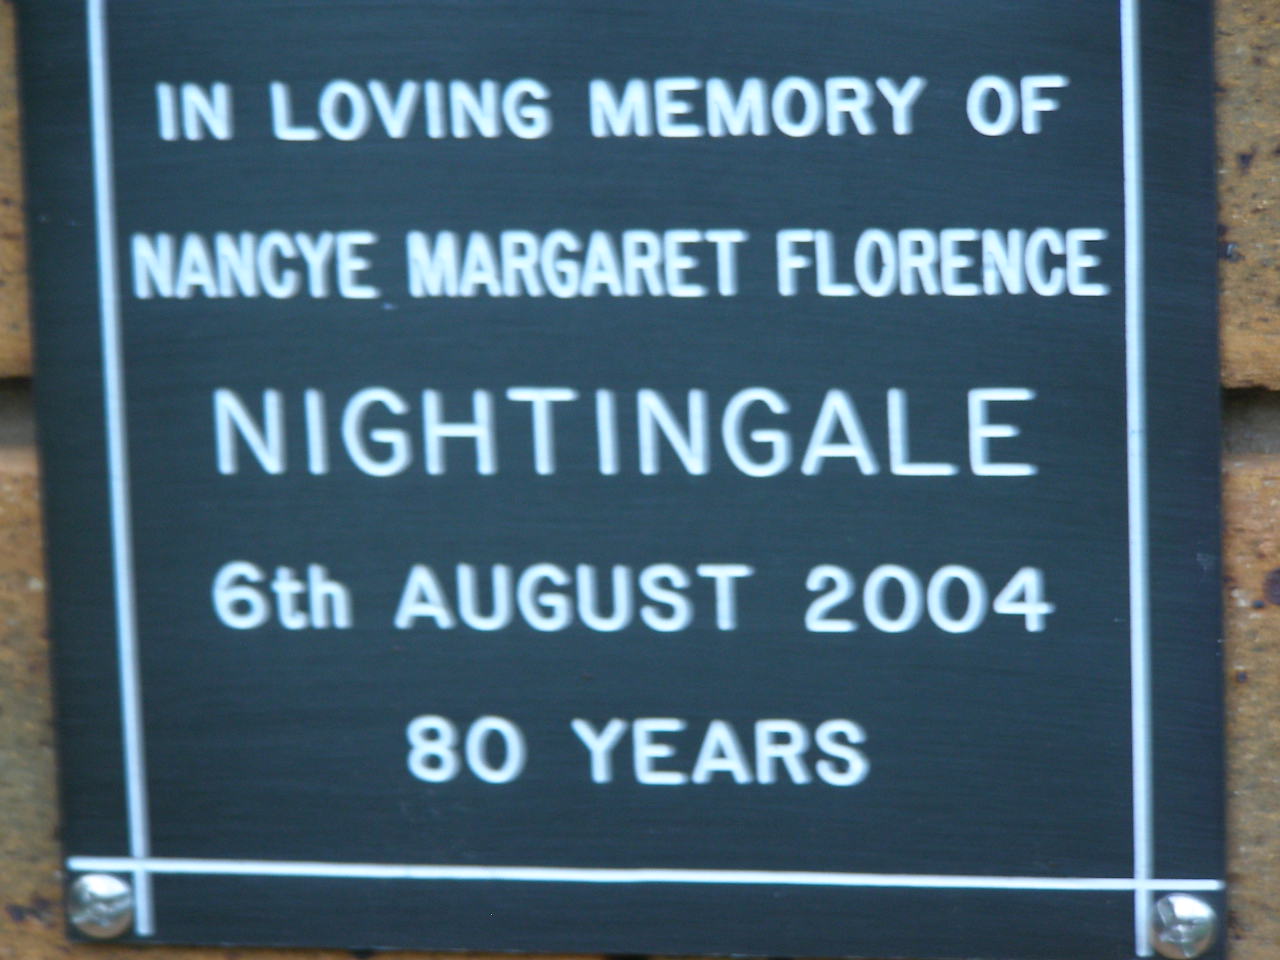 IN LOVING MEMORY OF
NANCYE MARGARET FLORENCE
NIGHTINGALE
6th AUGUST 2004
80 YEARS